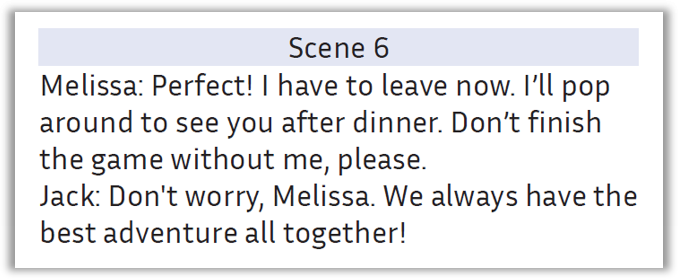 Scene 6
Melissa: Perfect! I have to leave now. I’ll pop
around to see you after dinner. Don’t finish
the game without me, please.
Jack: Don't worry, Melissa. We always have the
best adventure all together!